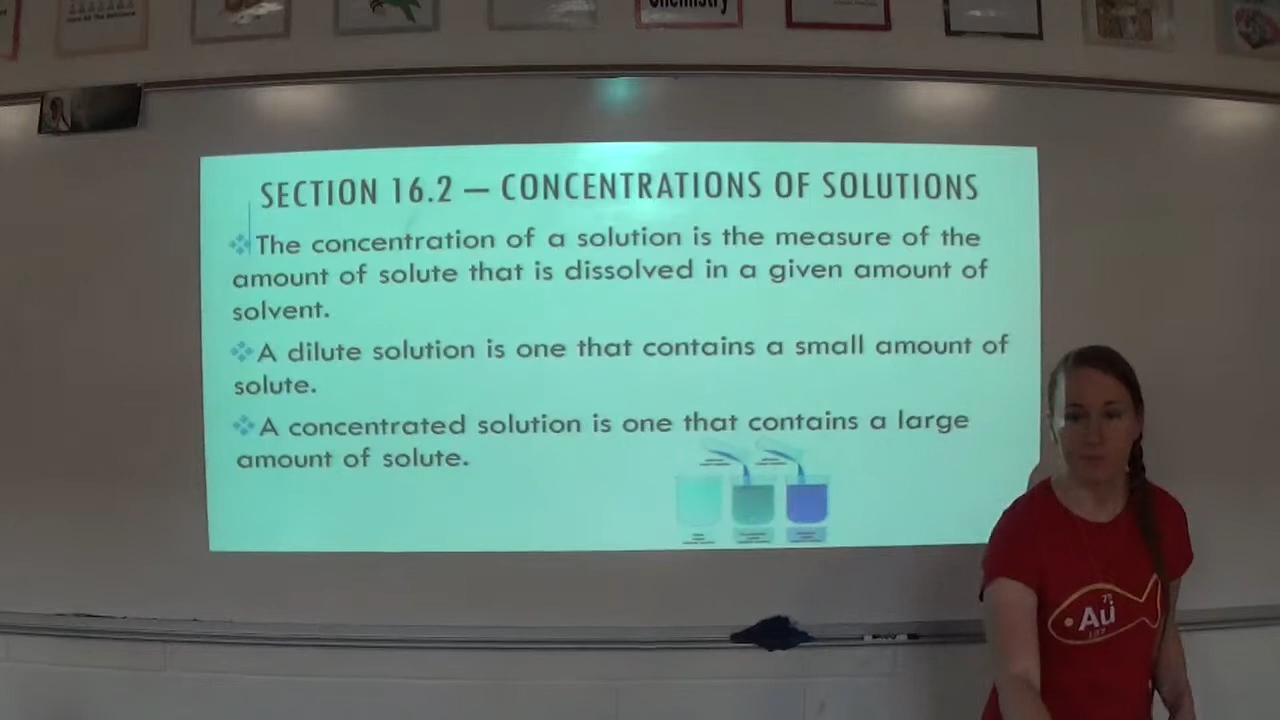 Chemistry
SECTION 16.2 – CONCENTRATIONS OF SOLUTIONS
The concentration of a solution is the measure of the
amount of solute that is dissolved in a given amount of
solvent.
A dilute solution is one that contains a small amount of
solute.
A concentrated solution is one that contains a large
amount of solute.
79
Au
197